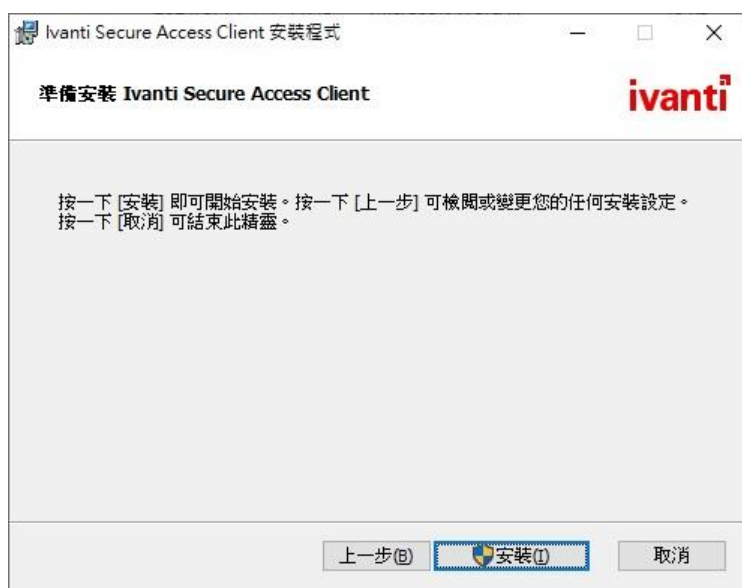 Ivanti Secure Access Client 安裝程式
準備安裝 Ivanti Secure Access Client
ivanti
按一下 [安裝] 即可開始安裝。按一下 [上一步] 可檢閱或變更您的任何安裝設定。
按一下 [取消] 可結束此精靈。
上一步(B) 安裝(I) 取消